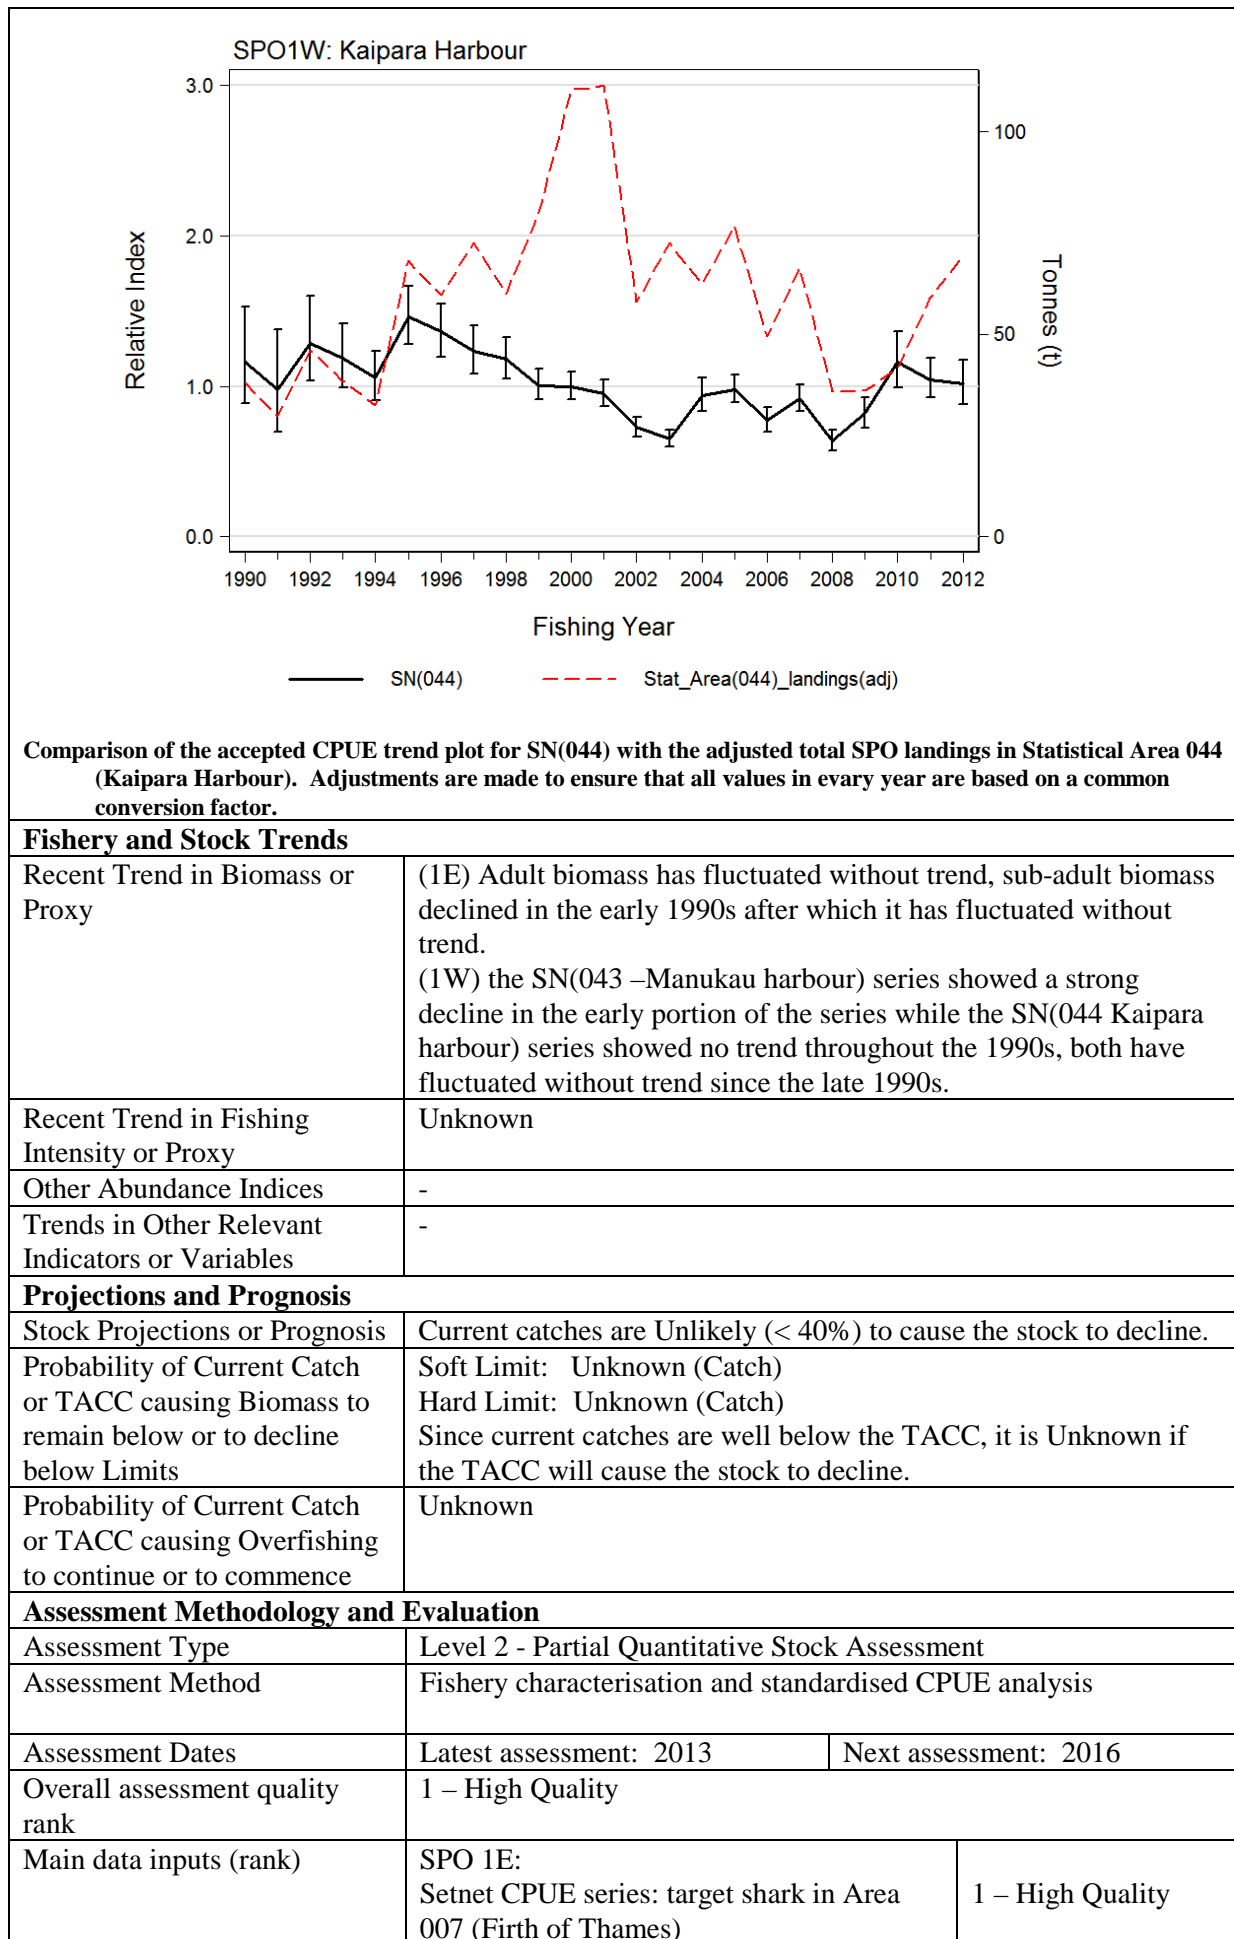 SPO1W: Kaipara Harbour
3.0
2.0
1.0
0.0
Relative Index
100
50
0
Tonnes (t)
1990 1992 1994 1996 1998 2000 2002 2004 2006 2008 2010 2012
Fishing Year
SN(044) Stat_Area(044)_landings(adj)
Comparison of the accepted CPUE trend plot for SN(044) with the adjusted total SPO landings in Statistical Area 044
(Kaipara Harbour). Adjustments are made to ensure that all values in evary year are based on a common
conversion factor.
Fishery and Stock Trends
Recent Trend in Biomass or
Proxy
(1E) Adult biomass has fluctuated without trend, sub-adult biomass
declined in the early 1990s after which it has fluctuated without
trend.
(1W) the SN(043 –Manukau harbour) series showed a strong
decline in the early portion of the series while the SN(044 Kaipara
harbour) series showed no trend throughout the 1990s, both have
fluctuated without trend since the late 1990s.
Recent Trend in Fishing
Intensity or Proxy
Unknown
Other Abundance Indices
-
Trends in Other Relevant
Indicators or Variables
-
Projections and Prognosis
Stock Projections or Prognosis
Current catches are Unlikely (< 40%) to cause the stock to decline.
Probability of Current Catch
or TACC causing Biomass to
remain below or to decline
below Limits
Soft Limit: Unknown (Catch)
Hard Limit: Unknown (Catch)
Since current catches are well below the TACC, it is Unknown if
the TACC will cause the stock to decline.
Probability of Current Catch
or TACC causing Overfishing
to continue or to commence
Unknown
Assessment Methodology and Evaluation
Assessment Type
Level 2 - Partial Quantitative Stock Assessment
Assessment Method
Fishery characterisation and standardised CPUE analysis
Assessment Dates
Latest assessment: 2013
Next assessment: 2016
Overall assessment quality
rank
1 – High Quality
Main data inputs (rank)
SPO 1E:
Setnet CPUE series: target shark in Area
007 (Firth of Thames)
1 – High Quality